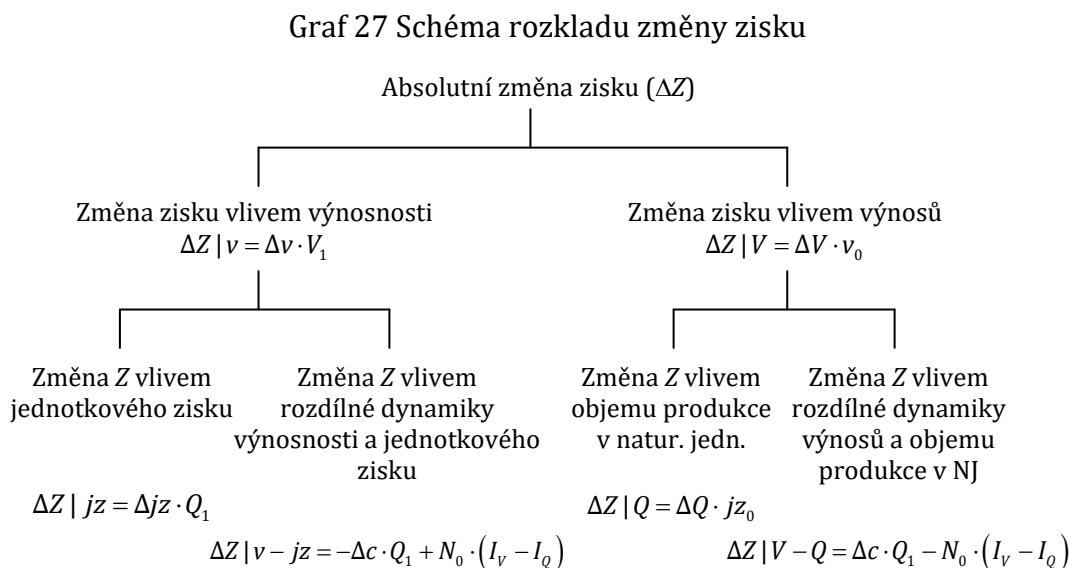 Graf 27 Schéma rozkladu změny zisku
Absolutní změna zisku (ΔZ)
Změna zisku vlivem výnosnosti
ΔZ | v = Δv · V₁
Změna zisku vlivem výnosů
ΔZ | V = ΔV · v₀
Změna Z vlivem
jednotkového zisku
ΔZ | jz = Δjz · Q₁
Změna Z vlivem
rozdílné dynamiky
výnosnosti a jednotkového
zisku
ΔZ | v − jz = −Δc · Q₁ + N₀ · (I_V − I_Q)
Změna Z vlivem
objemu produkce
v natur. jedn.
ΔZ | Q = ΔQ · jz₀
Změna Z vlivem
rozdílné dynamiky
výnosů a objemu
produkce v NJ
ΔZ | V − Q = Δc · Q₁ − N₀ · (I_V − I_Q)